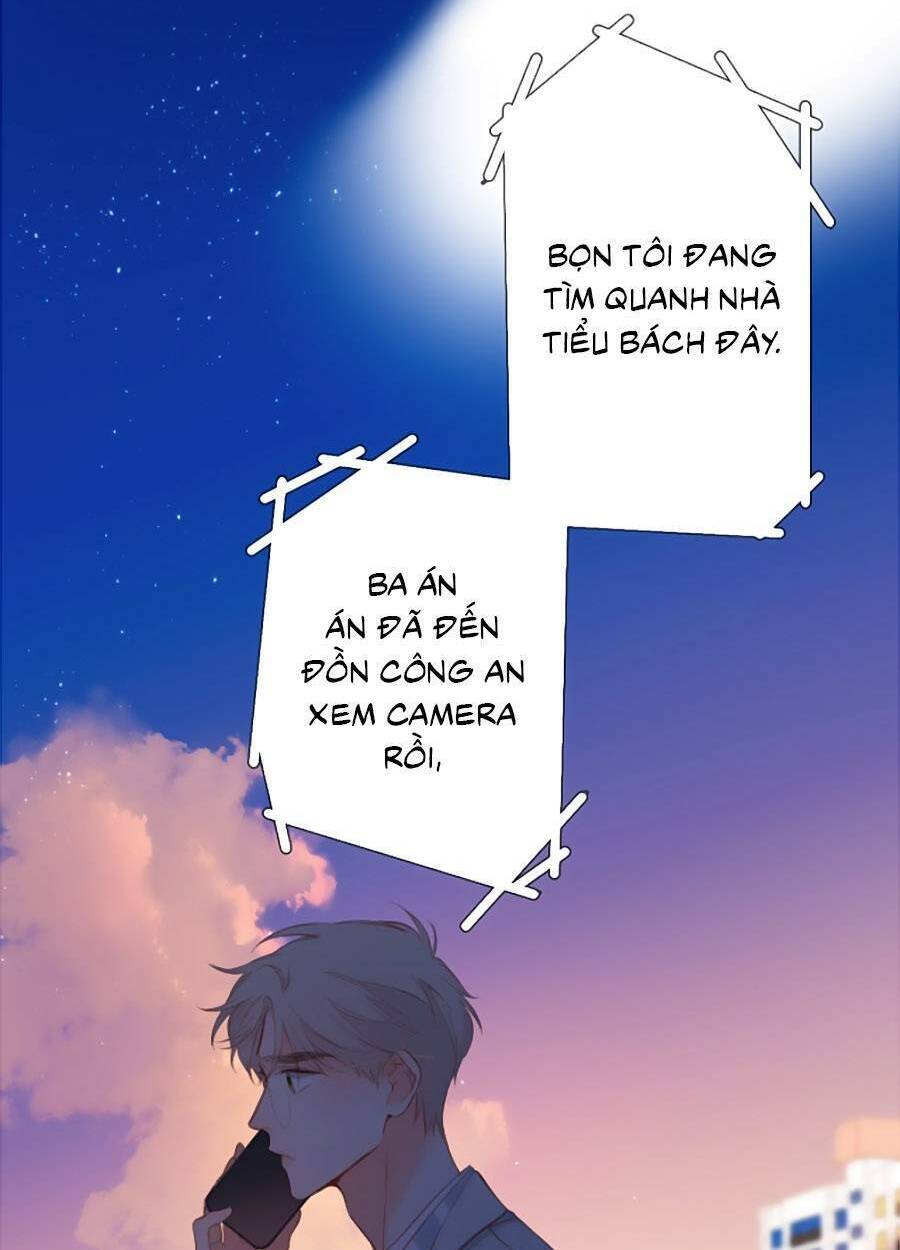 BỌN TÔI ĐANG
TÌM QUANH NHÀ
TIỂU BÁCH ĐÂY.
BA ÁN
ÁN ĐÃ ĐẾN
ĐỒN CÔNG AN
XEM CAMERA
RỒI,